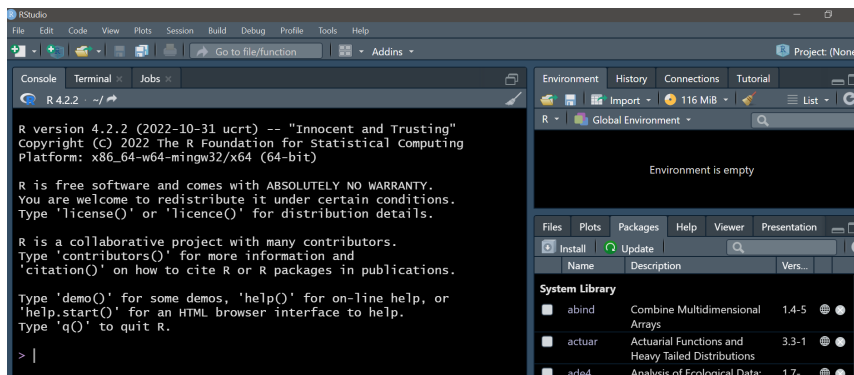 RStudio
File Edit Code View Plots Session Build Debug Profile Tools Help
Go to file/function Addins Project: (None
Console Terminal Jobs
R 4.2.2 · ~/
R version 4.2.2 (2022-10-31 ucrt) -- "Innocent and Trusting"
Copyright (C) 2022 The R Foundation for Statistical Computing
Platform: x86_64-w64-mingw32/x64 (64-bit)
R is free software and comes with ABSOLUTELY NO WARRANTY.
You are welcome to redistribute it under certain conditions.
Type 'license()' or 'licence()' for distribution details.
R is a collaborative project with many contributors.
Type 'contributors()' for more information and
'citation()' on how to cite R or R packages in publications.
Type 'demo()' for some demos, 'help()' for on-line help, or
'help.start()' for an HTML browser interface to help.
Type 'q()' to quit R.
>
Environment History Connections Tutorial
Import 116 MiB List
R Global Environment
Environment is empty
Files Plots Packages Help Viewer Presentation
Install Update
Name Description Vers...
System Library
abind Combine Multidimensional 1.4-5
Arrays
actuar Actuarial Functions and 3.3-1
Heavy Tailed Distributions
ade4 Analysis of Ecological Data: 1.7-